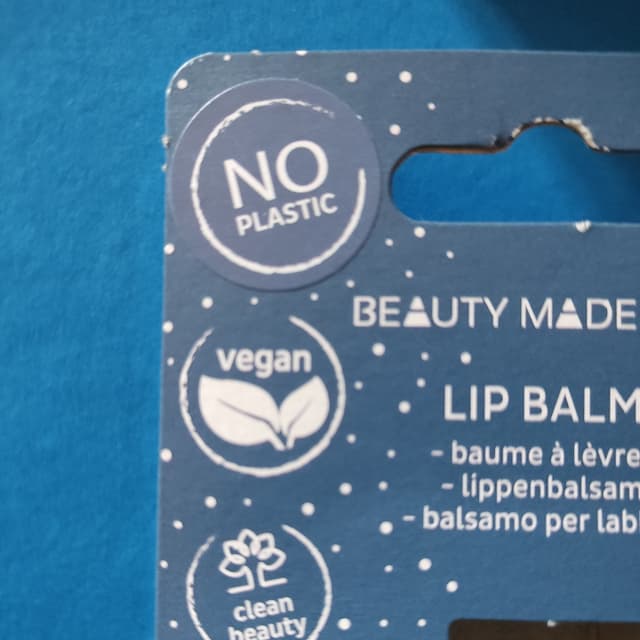 NO
PLASTIC
BEAUTY MADE
vegan
LIP BALM
- baume à lèvre
- lippenbalsam
- balsamo per lab
clean
beauty